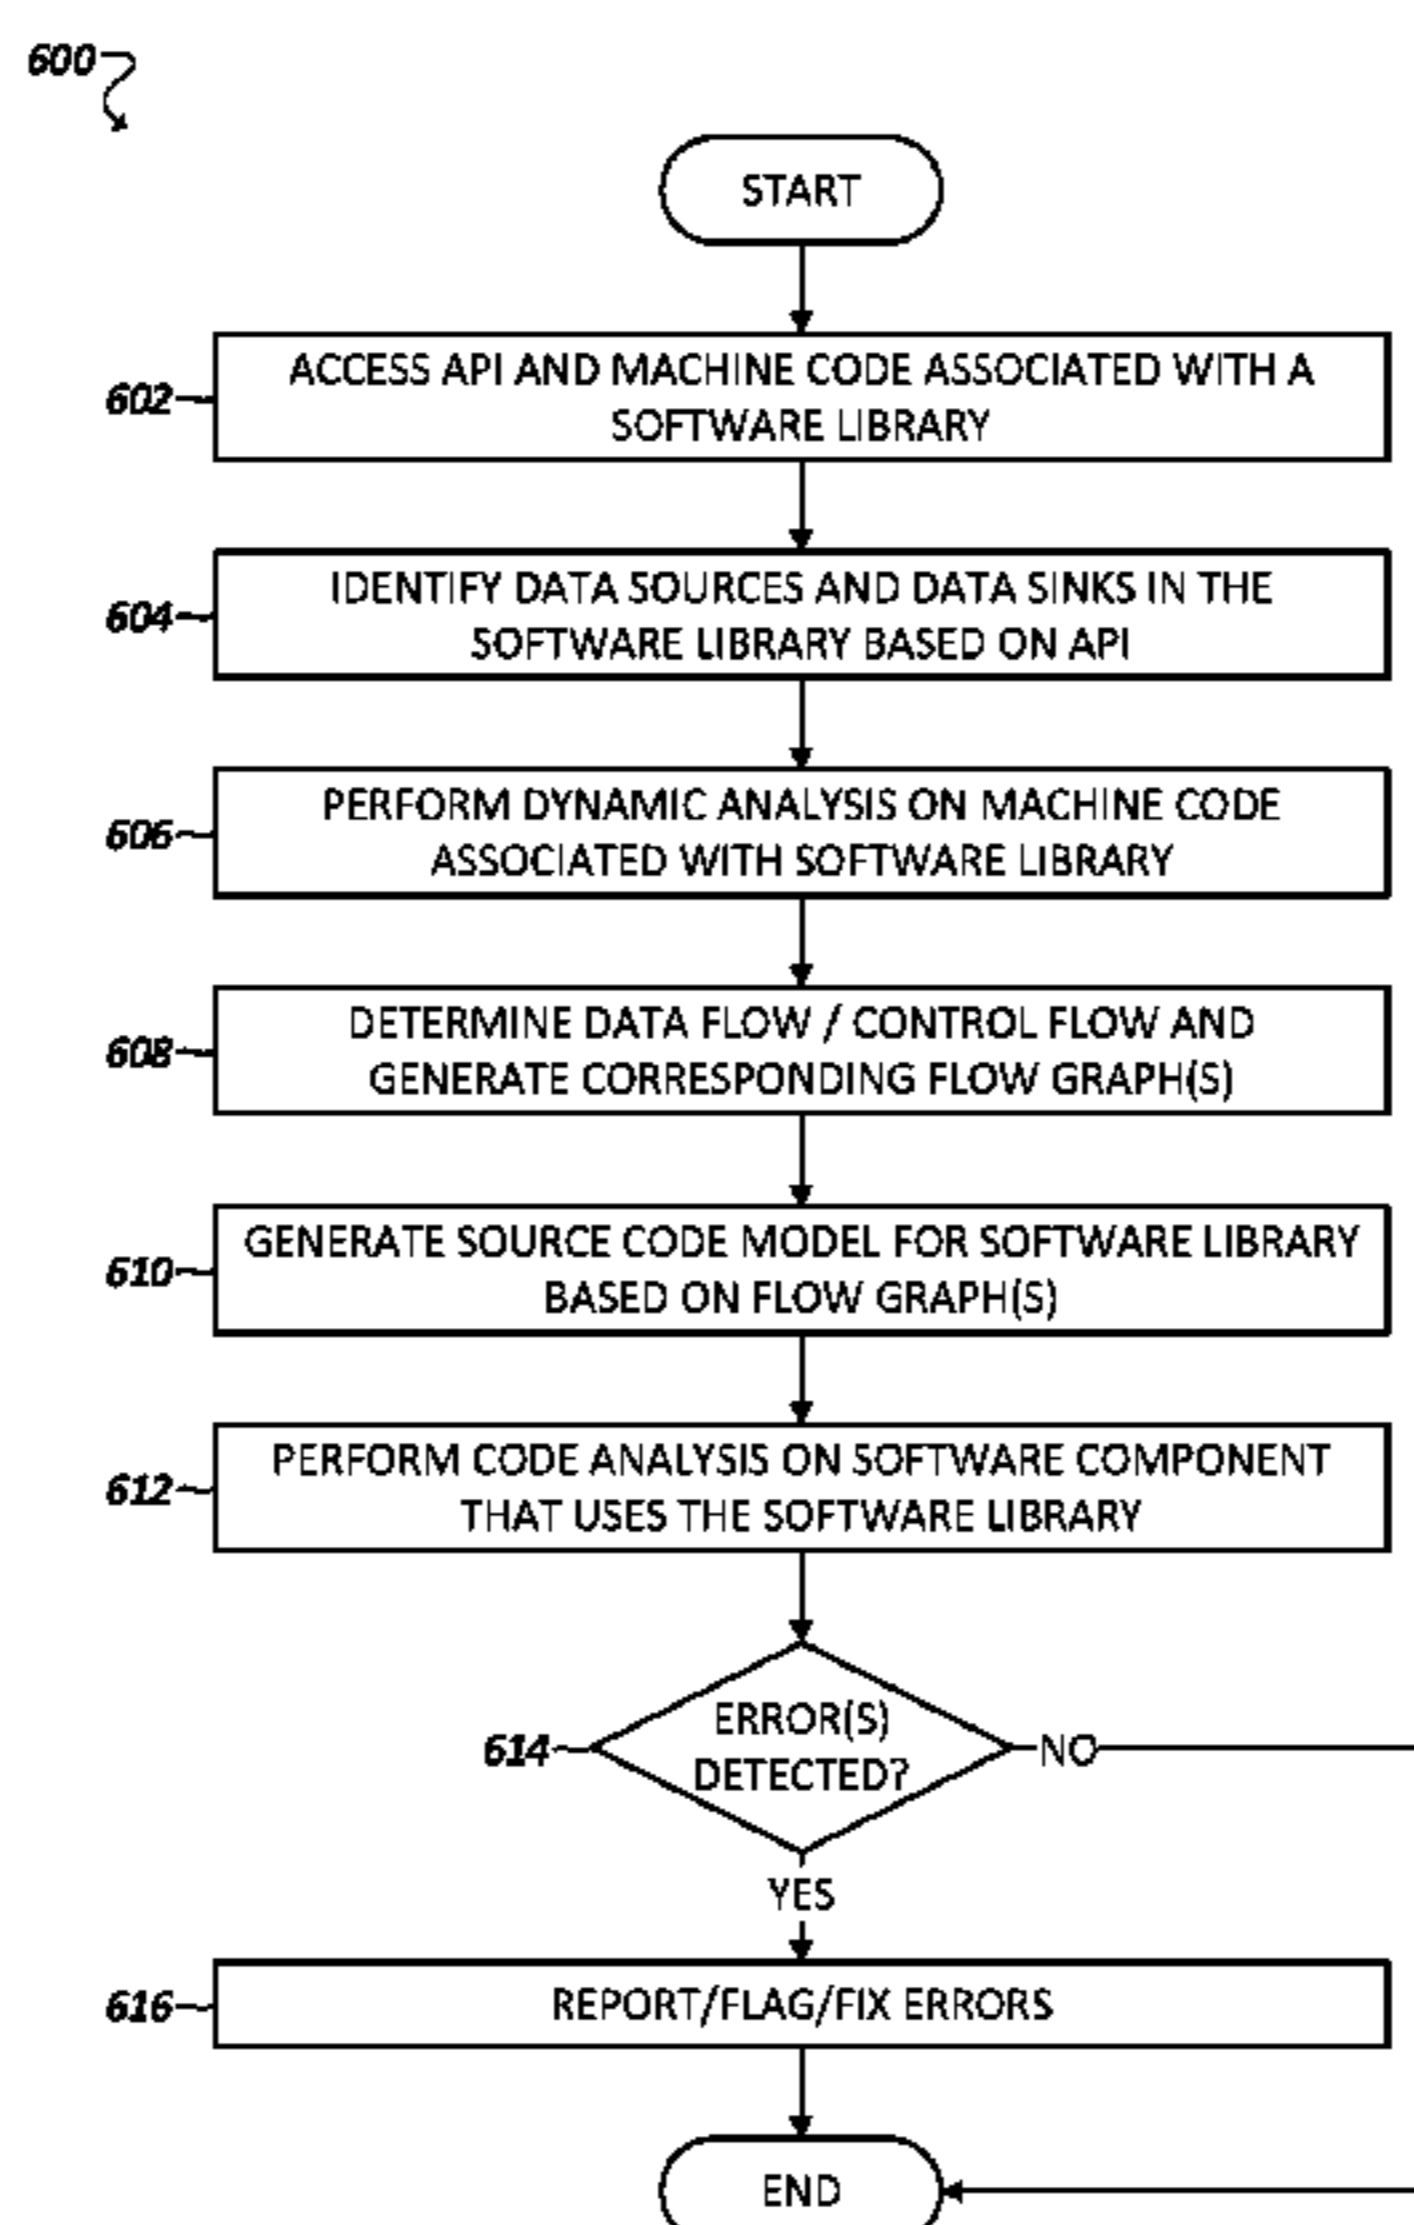 600
START
602
ACCESS API AND MACHINE CODE ASSOCIATED WITH A
SOFTWARE LIBRARY
604
IDENTIFY DATA SOURCES AND DATA SINKS IN THE
SOFTWARE LIBRARY BASED ON API
606
PERFORM DYNAMIC ANALYSIS ON MACHINE CODE
ASSOCIATED WITH SOFTWARE LIBRARY
608
DETERMINE DATA FLOW / CONTROL FLOW AND
GENERATE CORRESPONDING FLOW GRAPH(S)
610
GENERATE SOURCE CODE MODEL FOR SOFTWARE LIBRARY
BASED ON FLOW GRAPH(S)
612
PERFORM CODE ANALYSIS ON SOFTWARE COMPONENT
THAT USES THE SOFTWARE LIBRARY
614
ERROR(S)
DETECTED?
NO
YES
616
REPORT/FLAG/FIX ERRORS
END